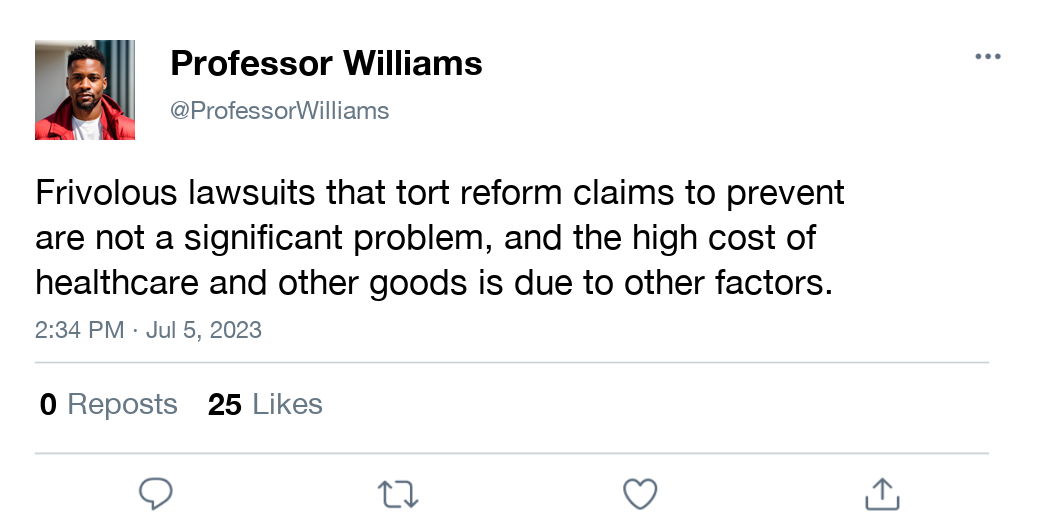 Professor Williams
@ProfessorWilliams
Frivolous lawsuits that tort reform claims to prevent
are not a significant problem, and the high cost of
healthcare and other goods is due to other factors.
2:34 PM · Jul 5, 2023
0 Reposts 25 Likes